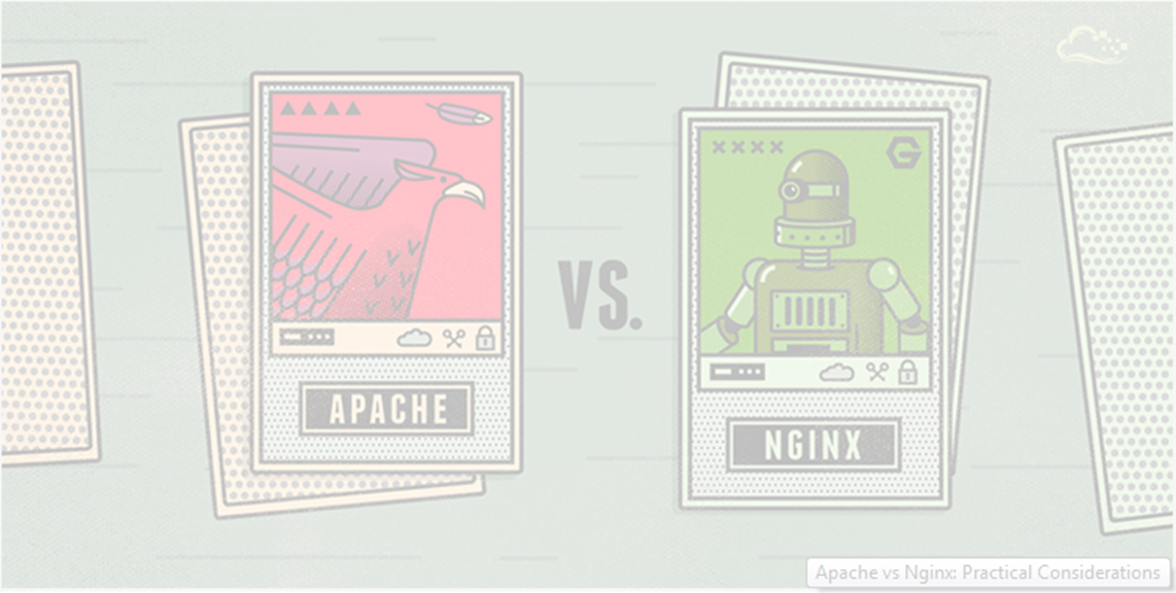 APACHE
VS.
NGINX
Apache vs Nginx: Practical Considerations